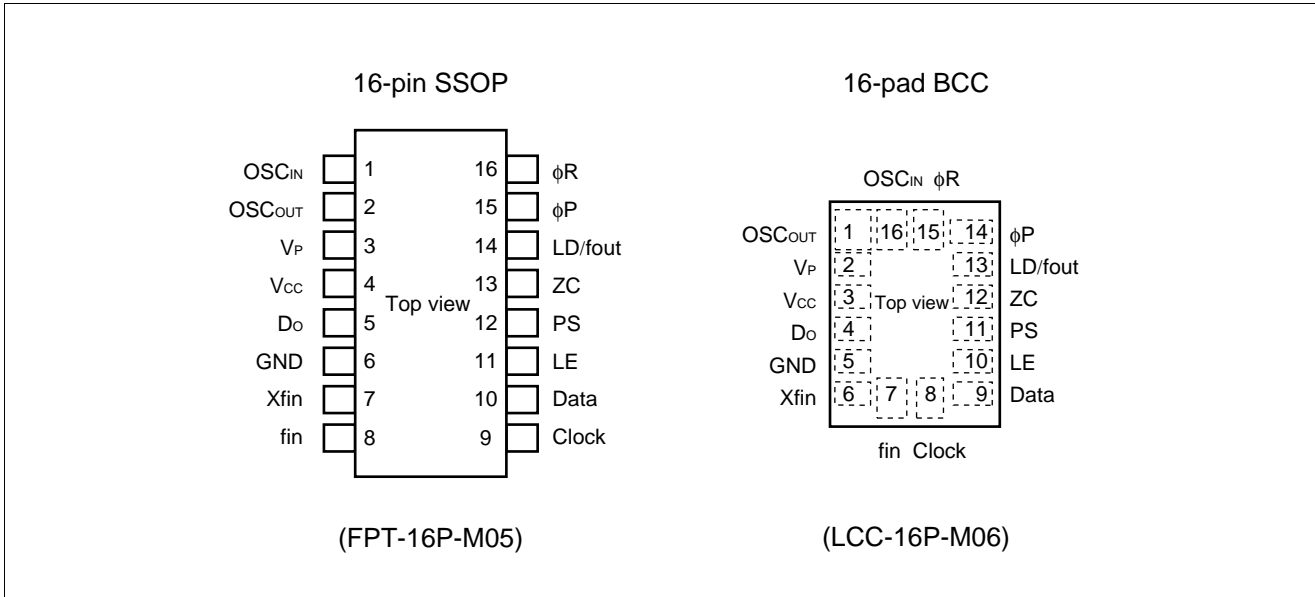 16-pin SSOP
OSCIN 1 16 ϕR
OSCOUT 2 15 ϕP
VP 3 14 LD/fout
VCC 4 13 ZC
Top view
DO 5 12 PS
GND 6 11 LE
Xfin 7 10 Data
fin 8 9 Clock
(FPT-16P-M05)
16-pad BCC
OSCIN ϕR
OSCOUT 1 16 15 14 ϕP
VP 2 13 LD/fout
VCC 3 Top view 12 ZC
DO 4 11 PS
GND 5 10 LE
Xfin 6 7 8 9 Data
fin Clock
(LCC-16P-M06)